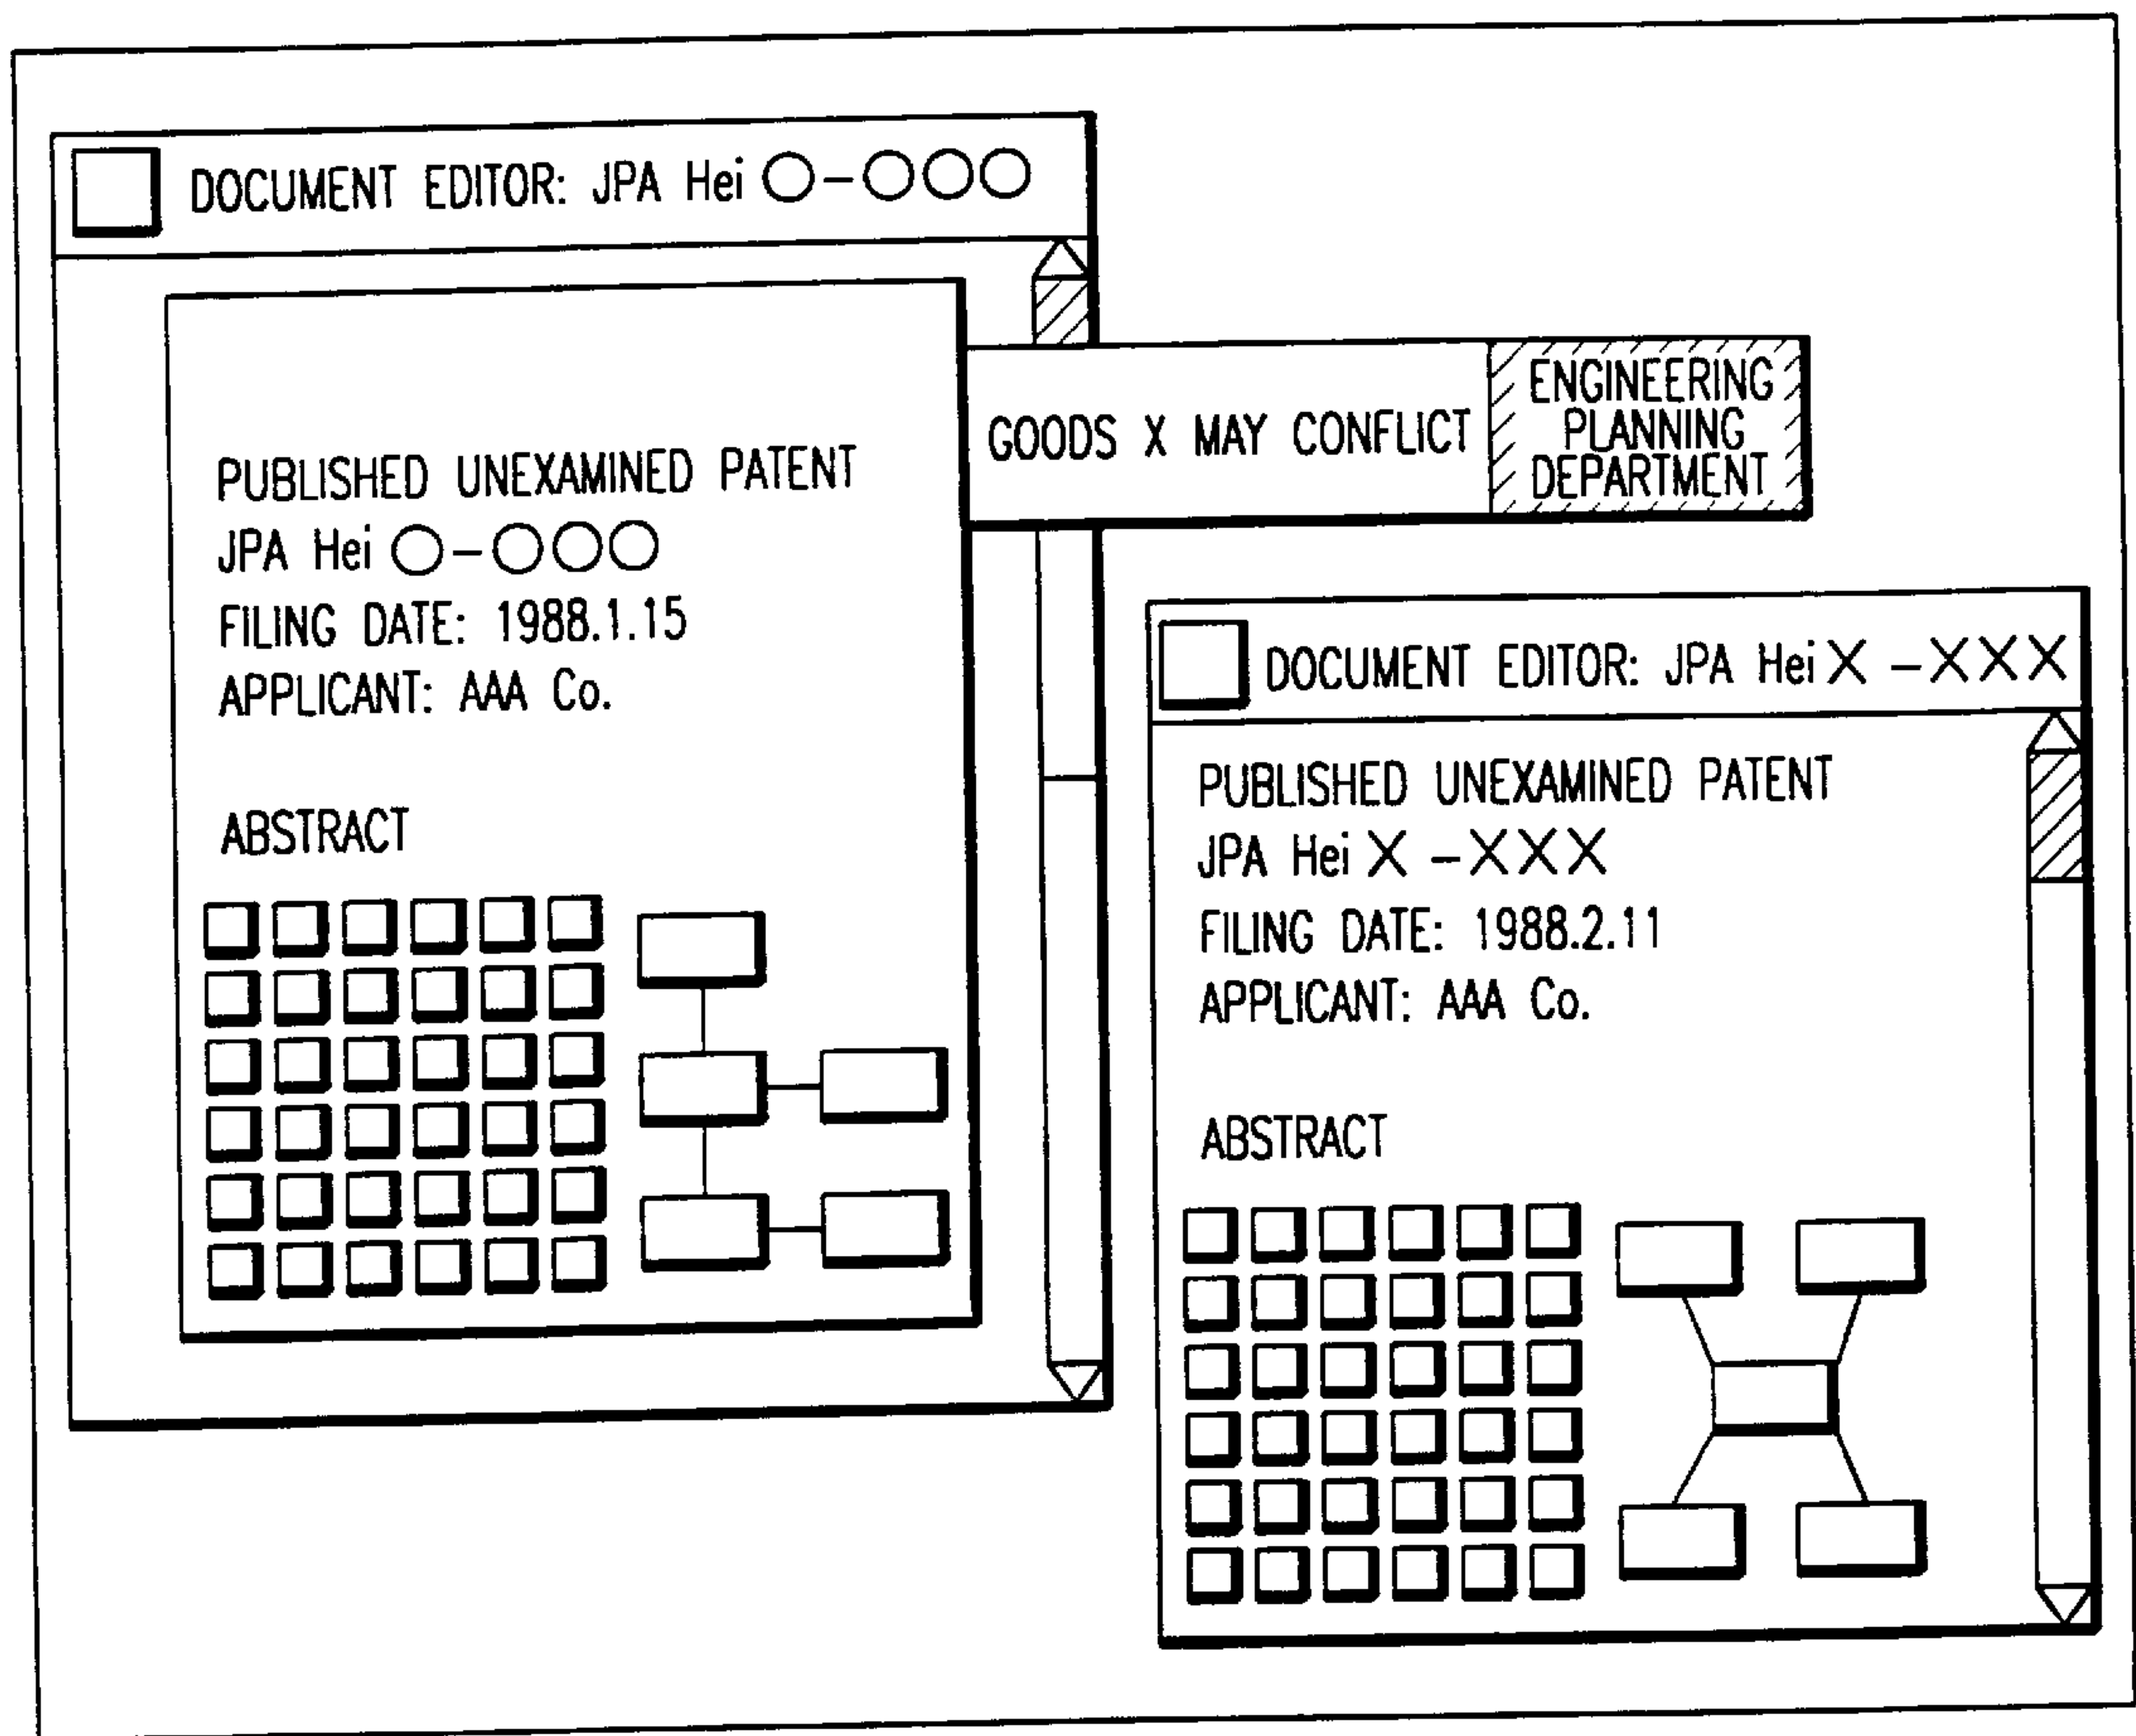 DOCUMENT EDITOR: JPA Hei ○-○○○
PUBLISHED UNEXAMINED PATENT
JPA Hei ○-○○○
FILING DATE: 1988.1.15
APPLICANT: AAA Co.
ABSTRACT
GOODS X MAY CONFLICT
ENGINEERING
PLANNING
DEPARTMENT
DOCUMENT EDITOR: JPA Hei X-XXX
PUBLISHED UNEXAMINED PATENT
JPA Hei X-XXX
FILING DATE: 1988.2.11
APPLICANT: AAA Co.
ABSTRACT